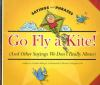 SAYINGS AND PHRASES
Go Fly a Kite!
(And Other Sayings We Don't Really Mean)